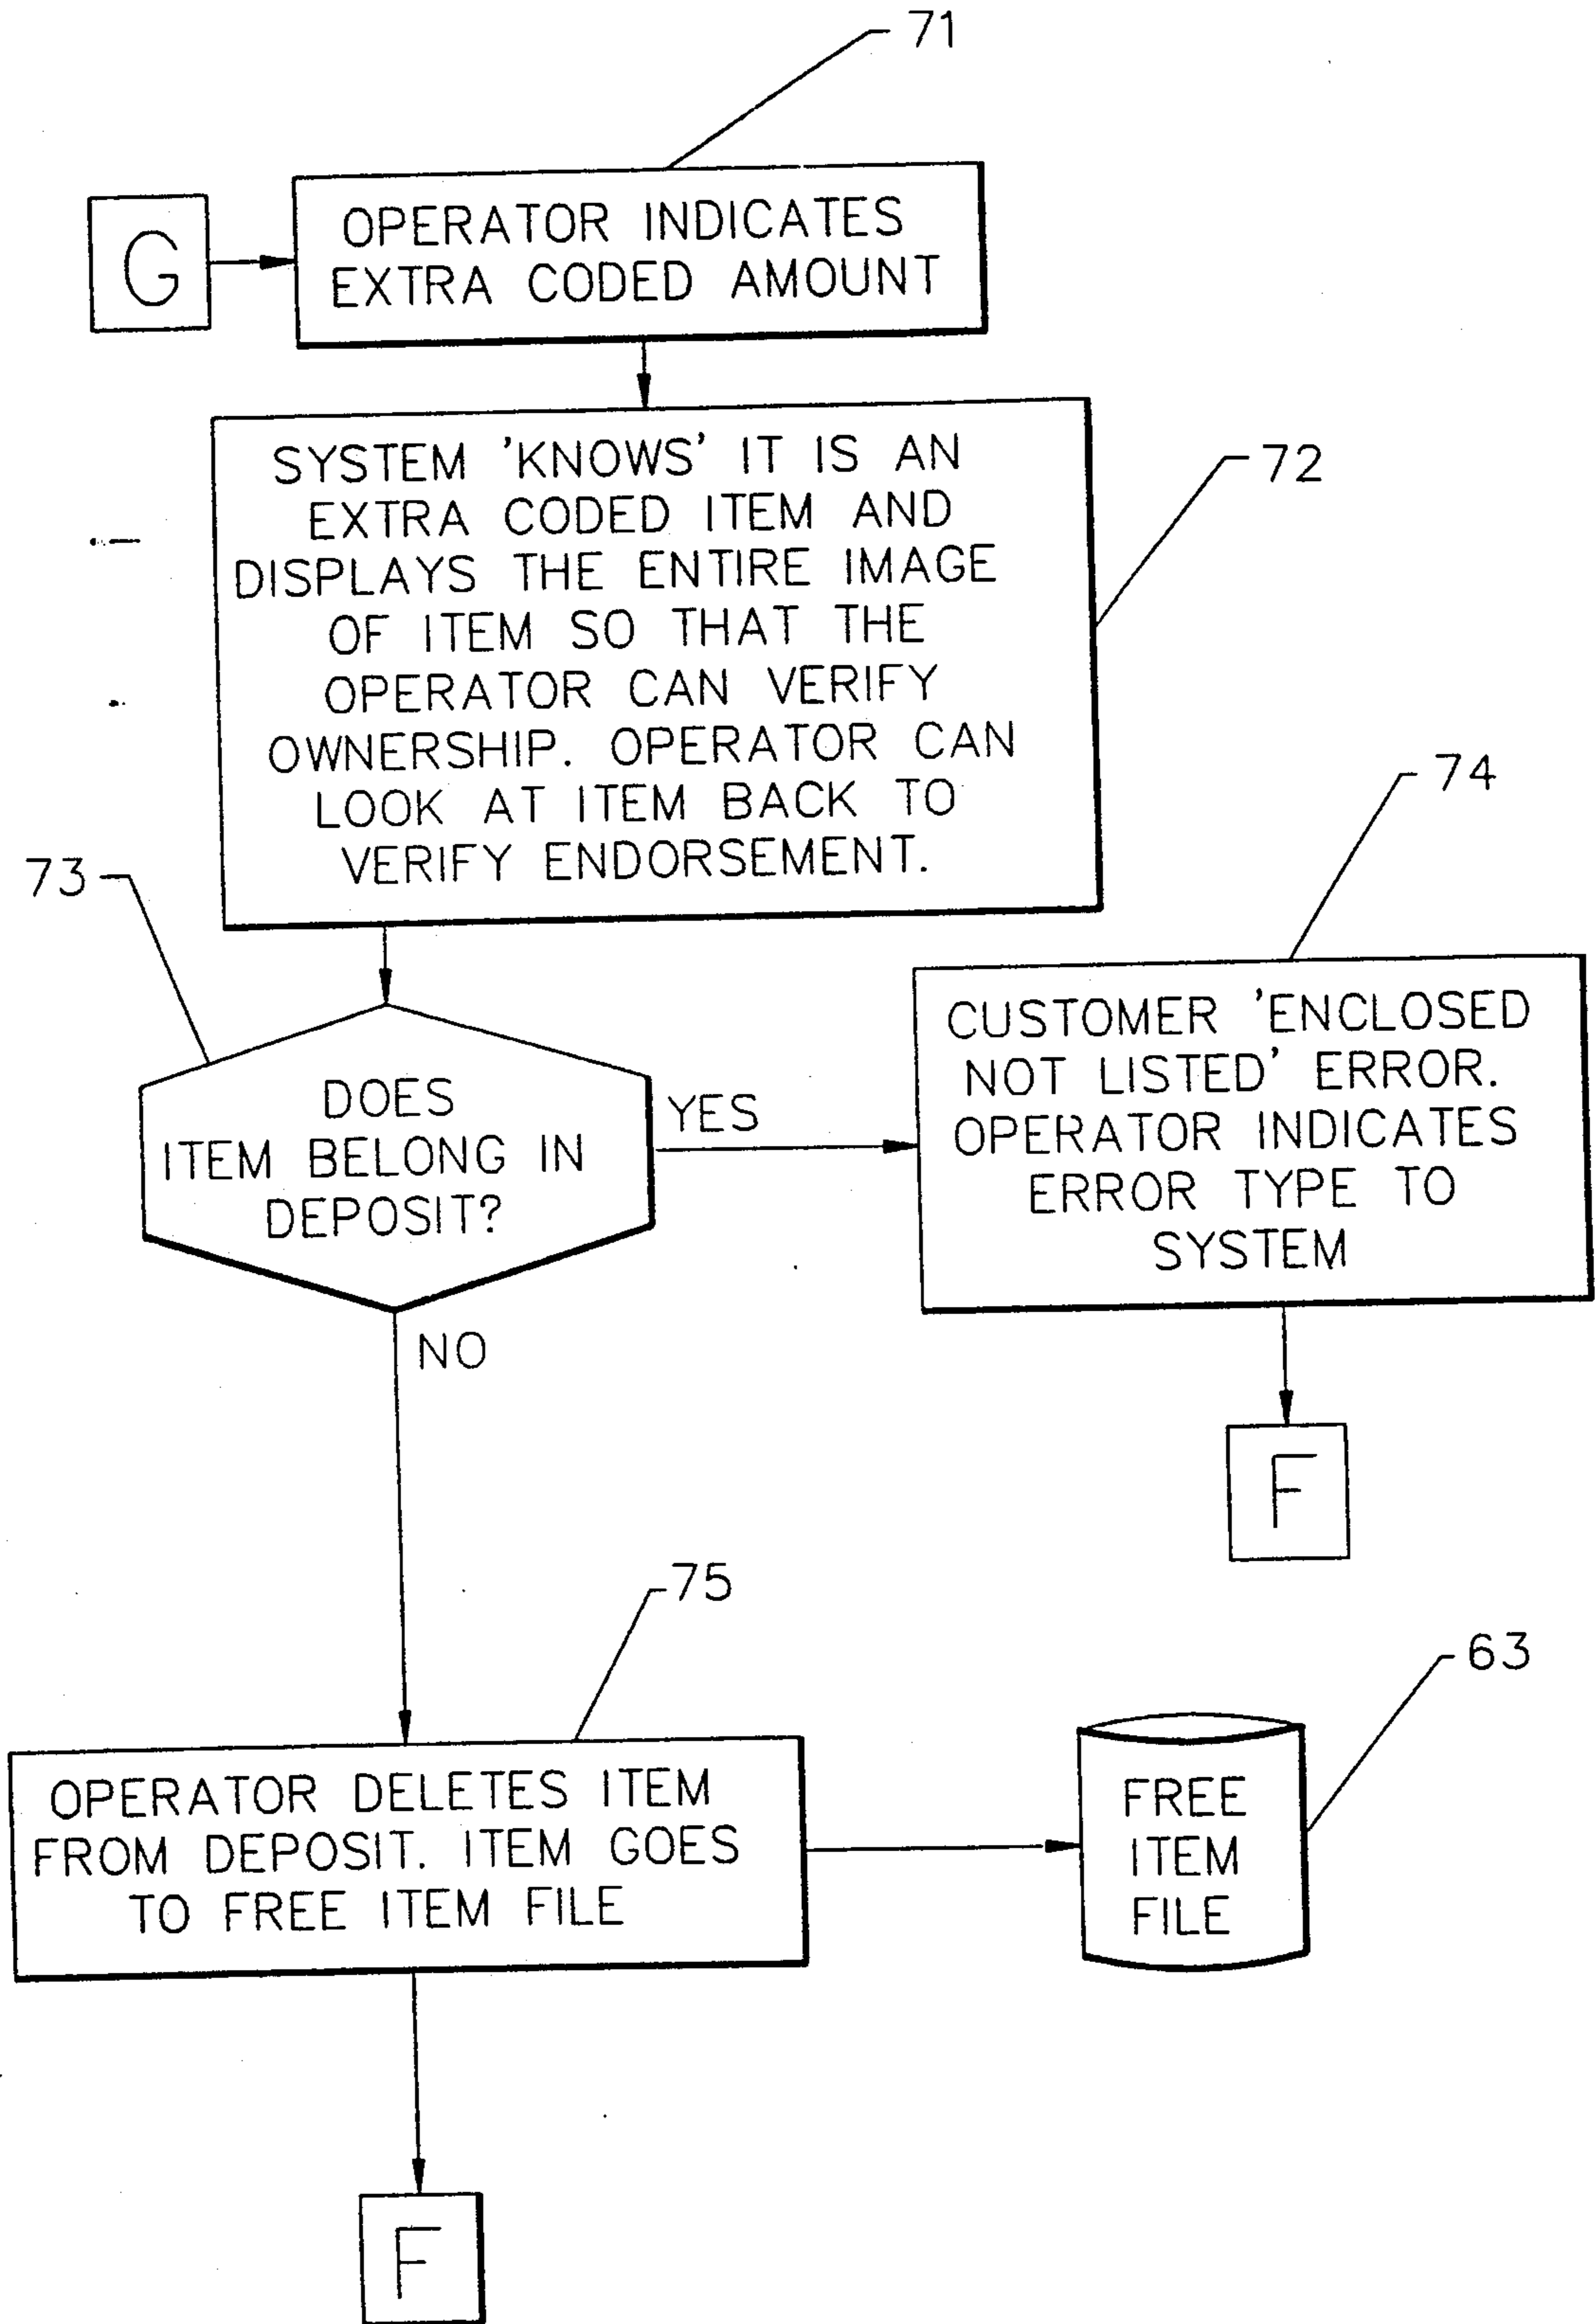 71
G
OPERATOR INDICATES
EXTRA CODED AMOUNT
72
SYSTEM 'KNOWS' IT IS AN
EXTRA CODED ITEM AND
DISPLAYS THE ENTIRE IMAGE
OF ITEM SO THAT THE
OPERATOR CAN VERIFY
OWNERSHIP. OPERATOR CAN
LOOK AT ITEM BACK TO
VERIFY ENDORSEMENT.
73
DOES
ITEM BELONG IN
DEPOSIT?
YES
NO
74
CUSTOMER 'ENCLOSED
NOT LISTED' ERROR.
OPERATOR INDICATES
ERROR TYPE TO
SYSTEM
F
75
OPERATOR DELETES ITEM
FROM DEPOSIT. ITEM GOES
TO FREE ITEM FILE
63
FREE
ITEM
FILE
F